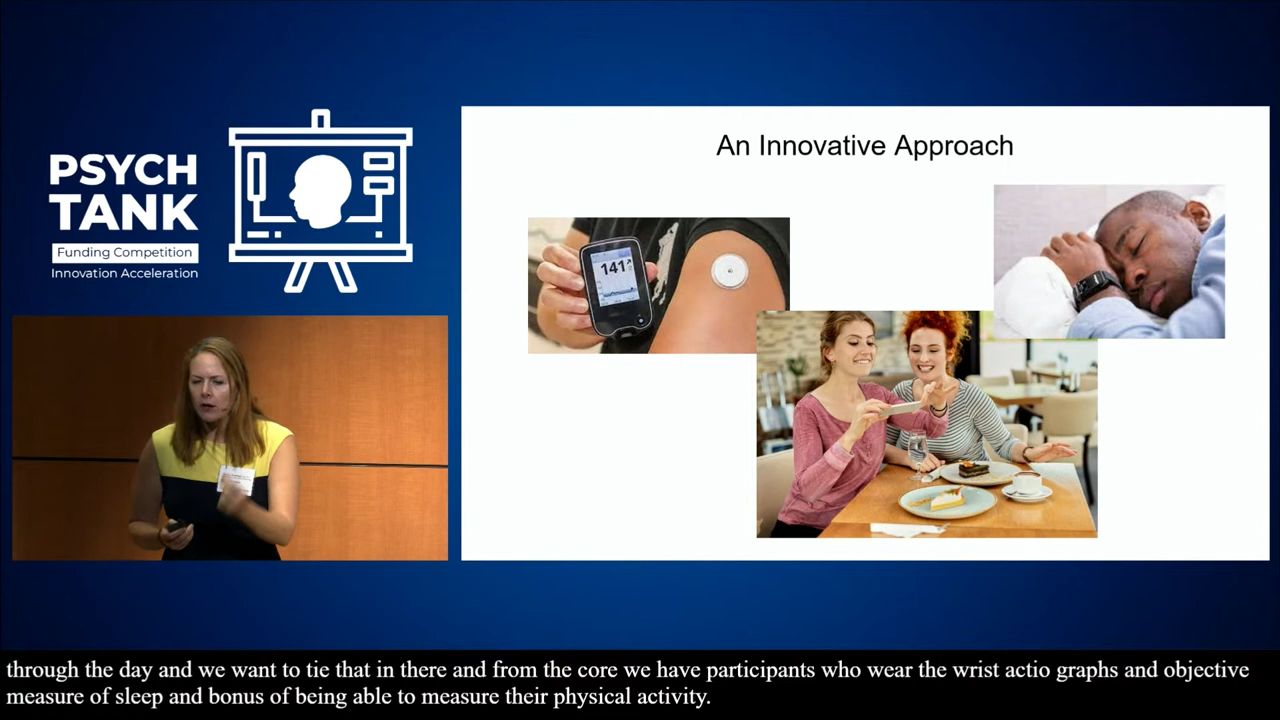 PSYCH
TANK
Funding Competition
Innovation Acceleration
An Innovative Approach
141
through the day and we want to tie that in there and from the core we have participants who wear the wrist actio graphs and objective
measure of sleep and bonus of being able to measure their physical activity.